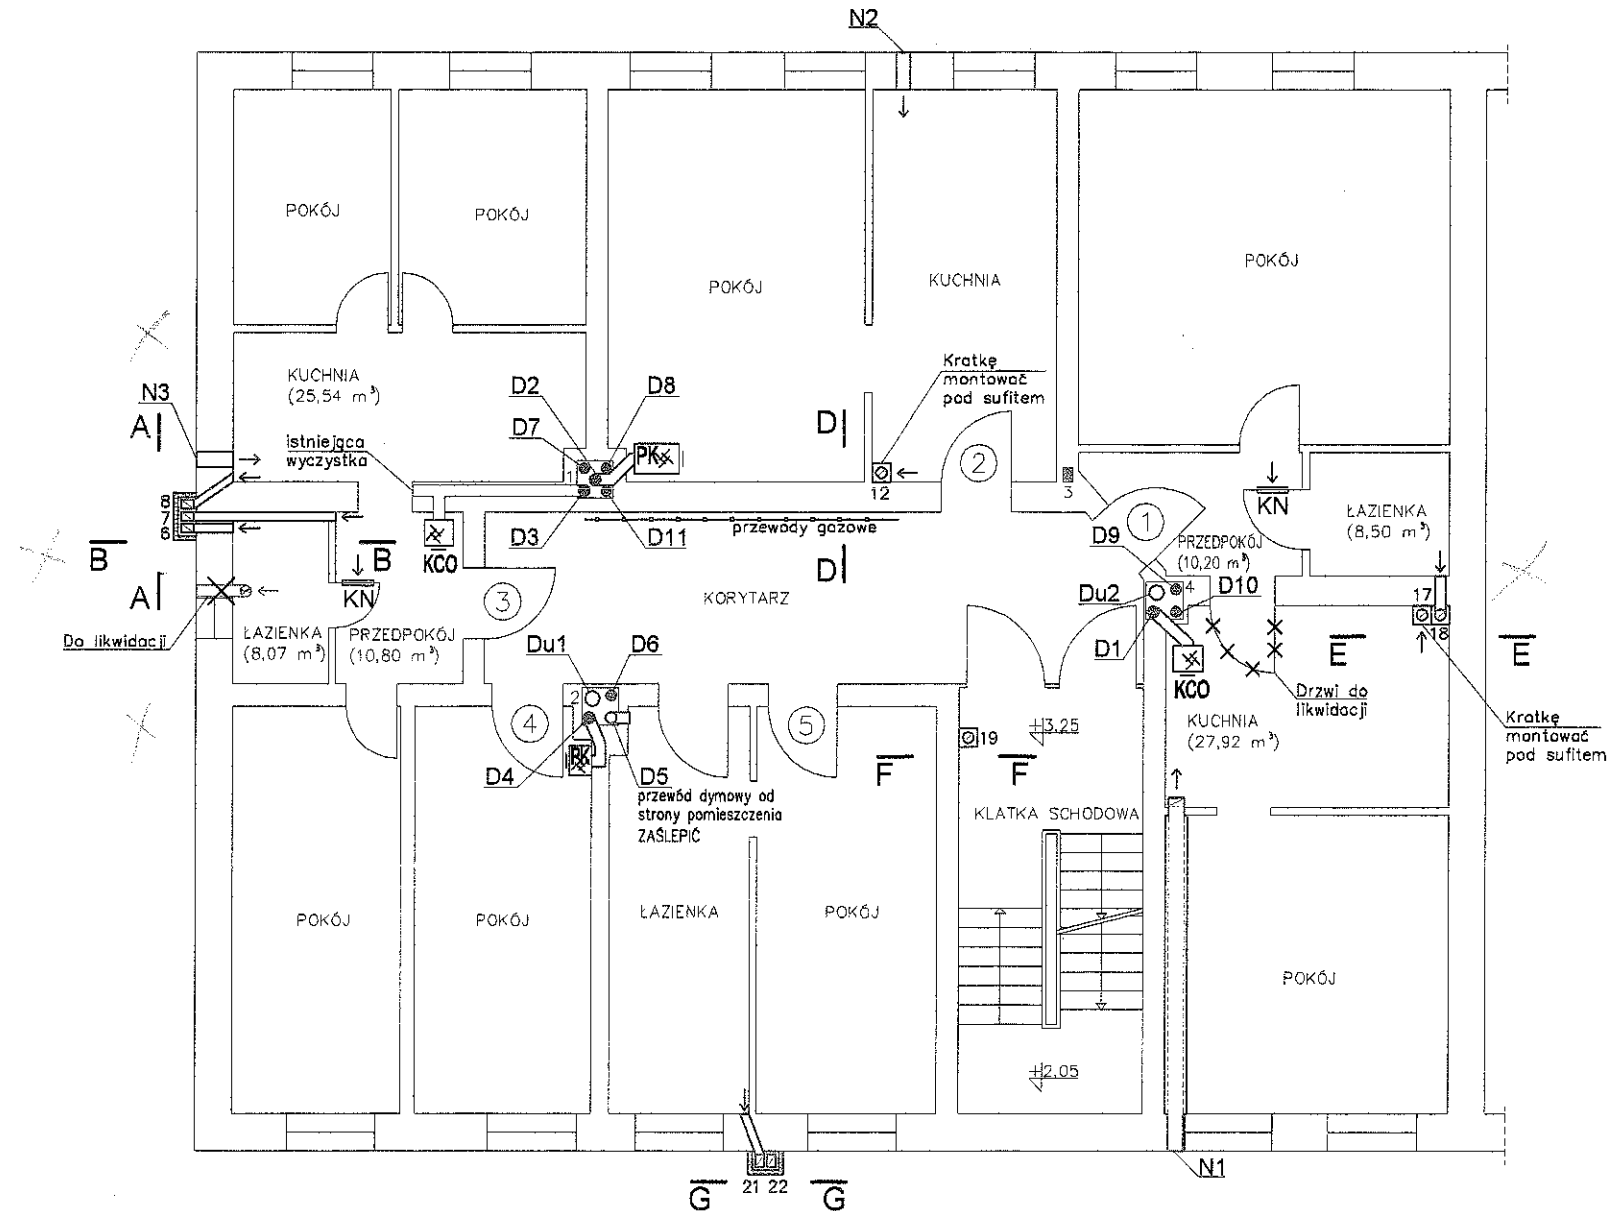 N2
POKÓJ
POKÓJ
POKÓJ
KUCHNIA
POKÓJ
Kratkę
montować
pod sufitem
KUCHNIA
(25,54 m³)
N3
A
D2
D8
D7
D
istniejąca
wyczystka
1
PK
2
12
3
KN
ŁAZIENKA
(8,50 m³)
8
7
6
D3
D11
przewody gazowe
1
D9
PRZEDPOKÓJ
(10,20 m³)
B
B
KCO
D
A
KN
3
KORYTARZ
Du2
4
D10
17
18
Do likwidacji
ŁAZIENKA
(8,07 m³)
PRZEDPOKÓJ
(10,80 m³)
Du1
D6
D1
KCO
E
E
2
4
5
Drzwi do
likwidacji
+3,25
KUCHNIA
(27,92 m³)
Kratkę
montować
pod sufitem
19
PK
D4
D5
przewód dymowy od
strony pomieszczenia
ZAŚLEPIĆ
F
F
KLATKA SCHODOWA
POKÓJ
POKÓJ
ŁAZIENKA
POKÓJ
POKÓJ
+2,05
N1
G
21
22
G